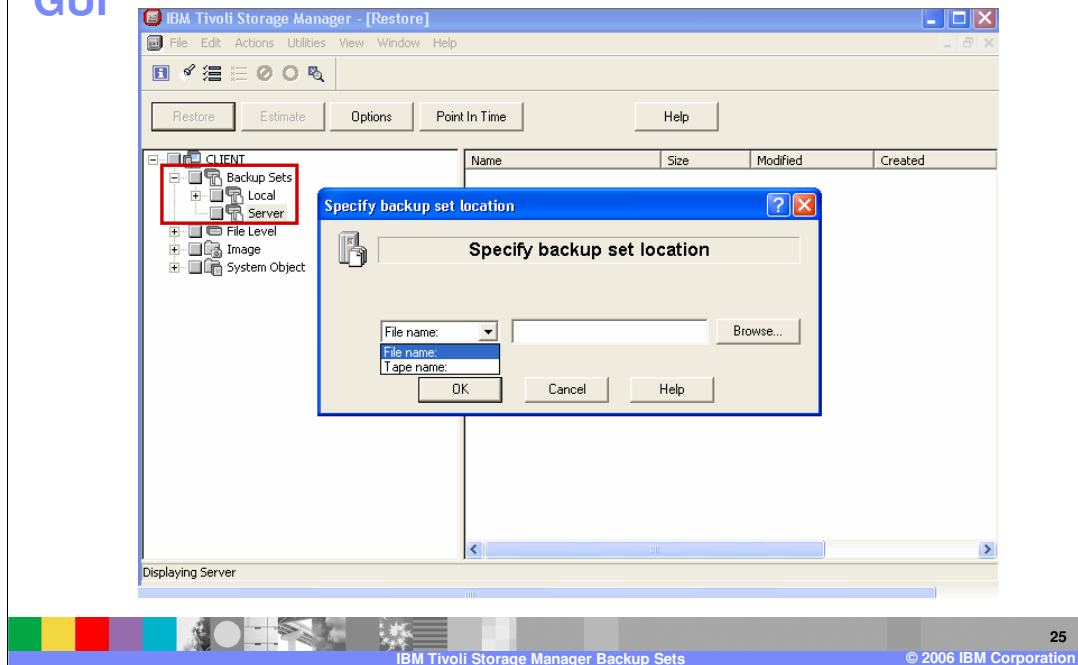 GUI
IBM Tivoli Storage Manager - [Restore]
File Edit Actions Utilities View Window Help
Restore Estimate Options Point In Time Help
CLIENT
Backup Sets
Local
Server
File Level
Image
System Object
Name Size Modified Created
Specify backup set location
Specify backup set location
File name: Browse...
File name:
Tape name:
OK Cancel Help
Displaying Server
25
IBM Tivoli Storage Manager Backup Sets © 2006 IBM Corporation